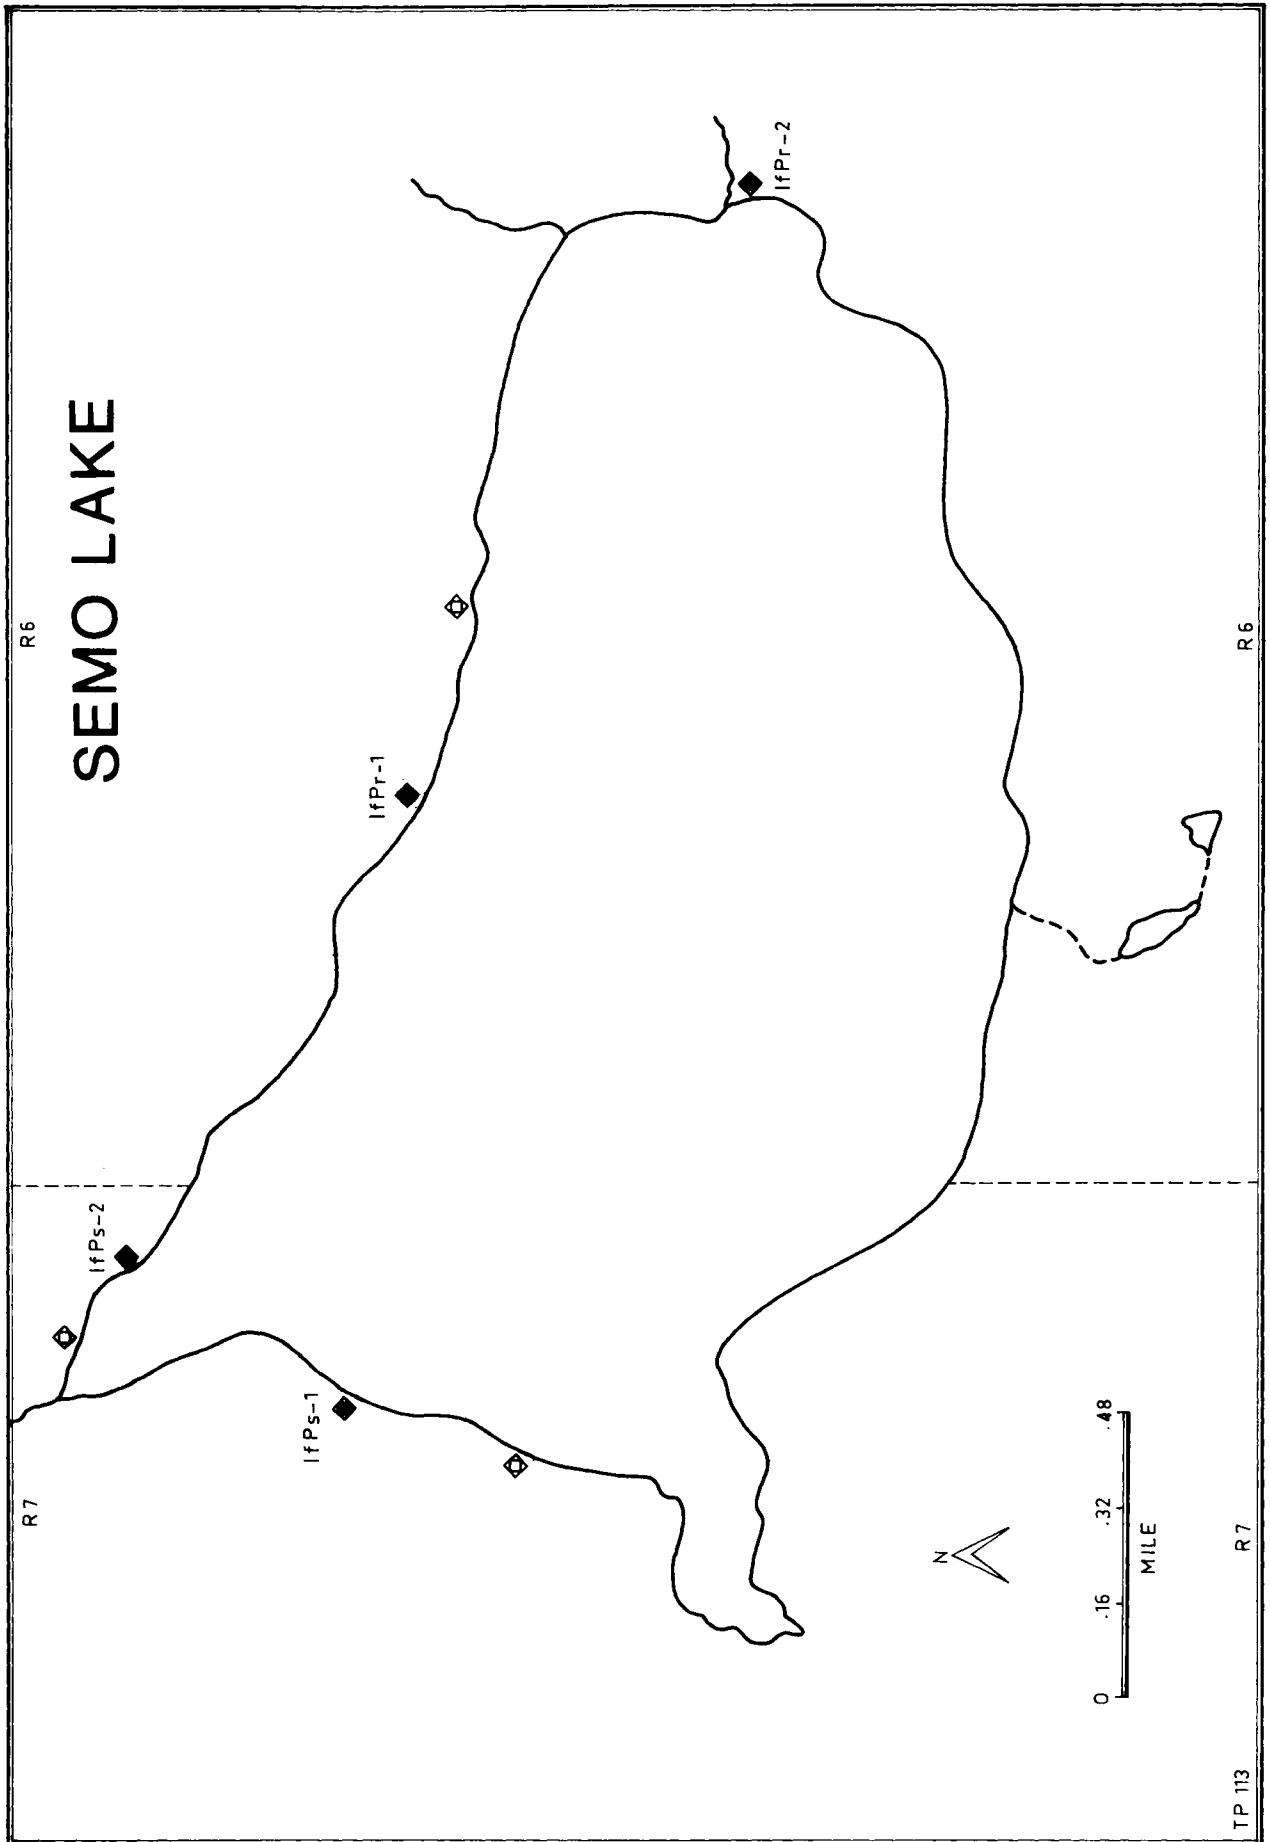 R7
R6
SEMO LAKE
IfPs-2
IfPs-1
IfPr-1
IfPr-2
N
0 .16 .32 .48
MILE
TP 113
R7
R6